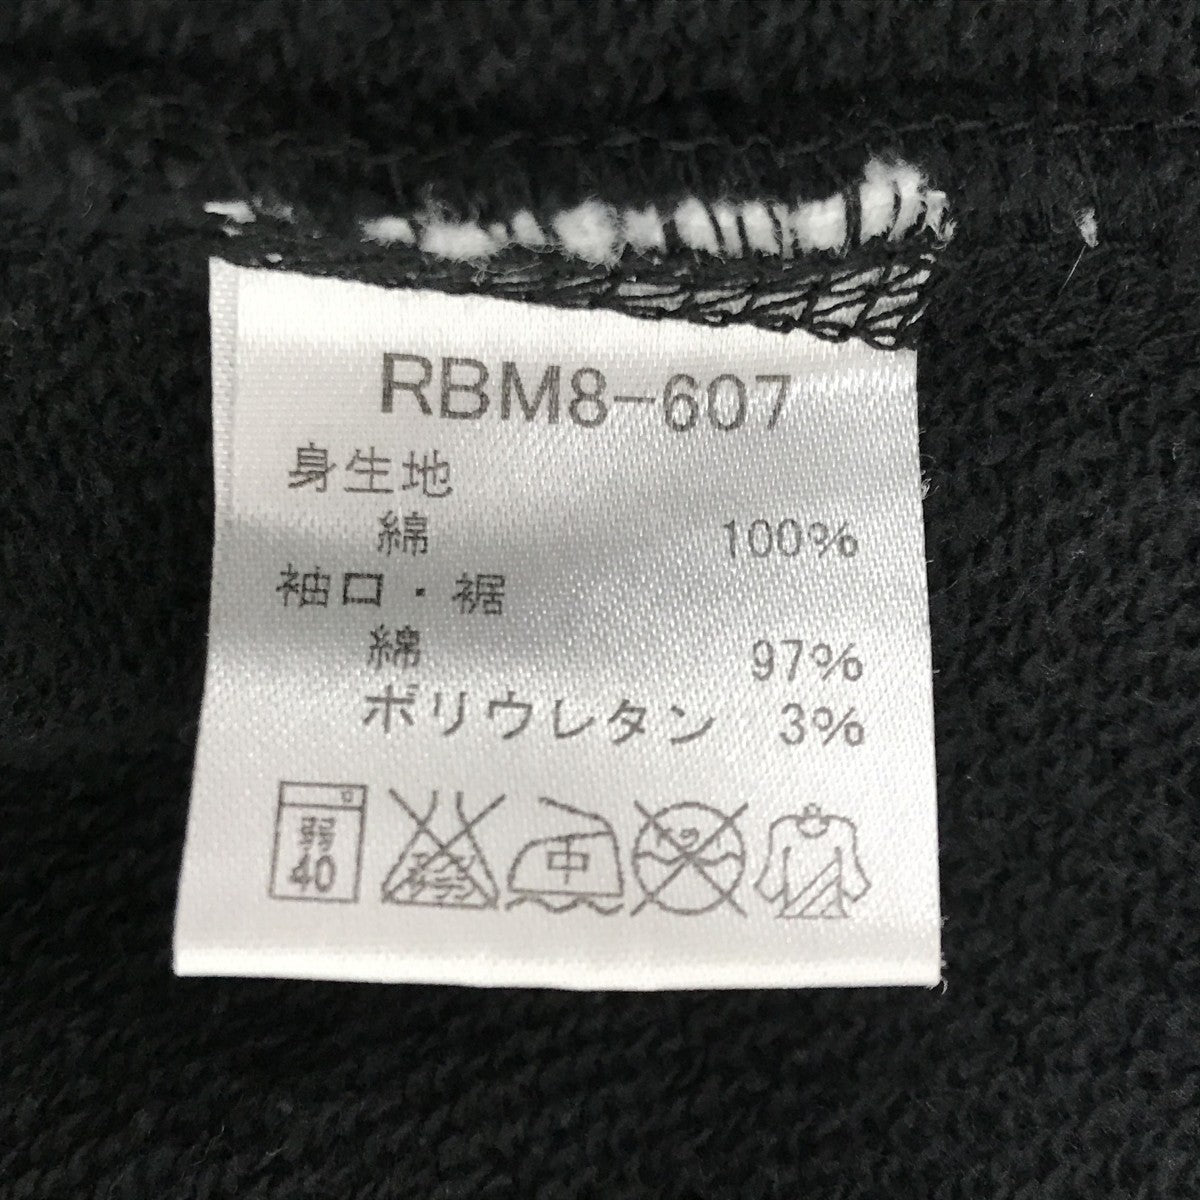 RBM8-607
身生地
綿 100%
袖口・裾
綿 97%
ポリウレタン 3%
弱 40 中